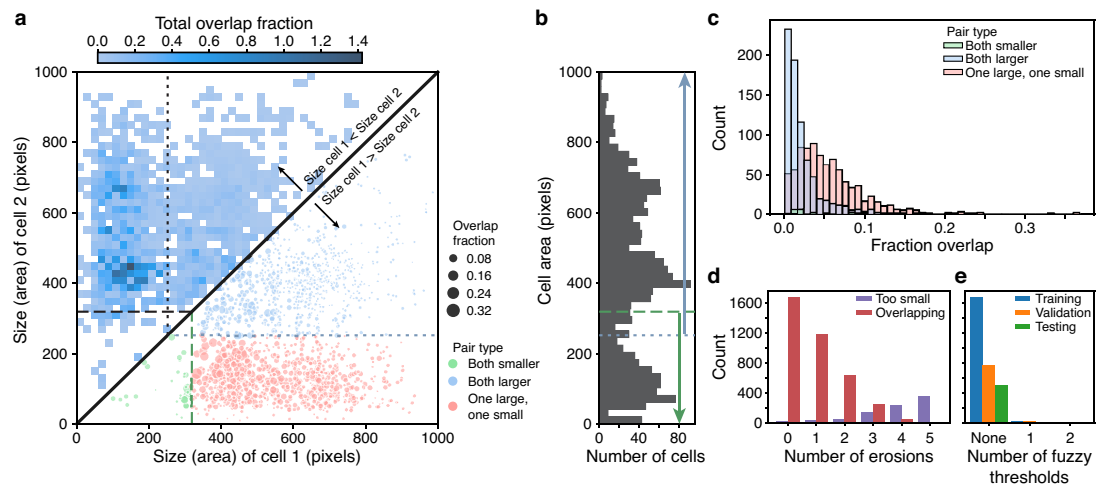 a
Total overlap fraction
0.0 0.2 0.4 0.6 0.8 1.0 1.2 1.4
Size (area) of cell 2 (pixels)
1000
800
600
400
200
0
Size cell 1 < Size cell 2
Size cell 1 > Size cell 2
0 200 400 600 800 1000
Size (area) of cell 1 (pixels)
Overlap
fraction
0.08
0.16
0.24
0.32
Pair type
Both smaller
Both larger
One large,
one small
b
Cell area (pixels)
1000
800
600
400
200
0
0 40 80
Number of cells
c
Count
200
150
100
50
0
Pair type
Both smaller
Both larger
One large, one small
0.0 0.1 0.3
Fraction overlap
d
Count
1600
1200
800
400
0
Too small
Overlapping
0 1 2 3 4 5
Number of erosions
e
Training
Validation
Testing
None 1 2
Number of fuzzy
thresholds